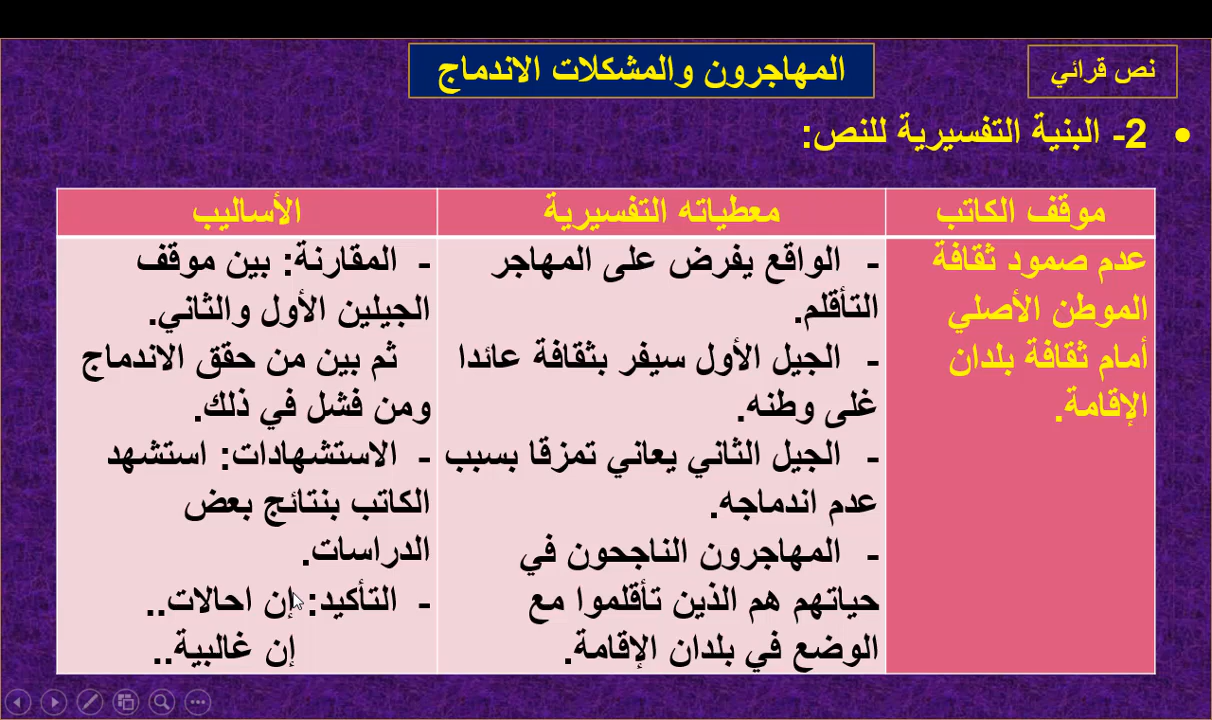 نص قرائي
المهاجرون والمشكلات الاندماج
• 2- البنية التفسيرية للنص:
موقف الكاتب
معطياته التفسيرية
الأساليب
عدم صمود ثقافة
الموطن الأصلي
أمام ثقافة بلدان
الإقامة.
- الواقع يفرض على المهاجر
التأقلم.
- الجيل الأول سيفر بثقافة عائدا
غلى وطنه.
- الجيل الثاني يعاني تمزقا بسبب
عدم اندماجه.
- المهاجرون الناجحون في
حياتهم هم الذين تأقلموا مع
الوضع في بلدان الإقامة.
- المقارنة: بين موقف
الجيلين الأول والثاني.
ثم بين من حقق الاندماج
ومن فشل في ذلك.
- الاستشهادات: استشهد
الكاتب بنتائج بعض
الدراسات.
- التأكيد: إن احالات..
إن غالبية..